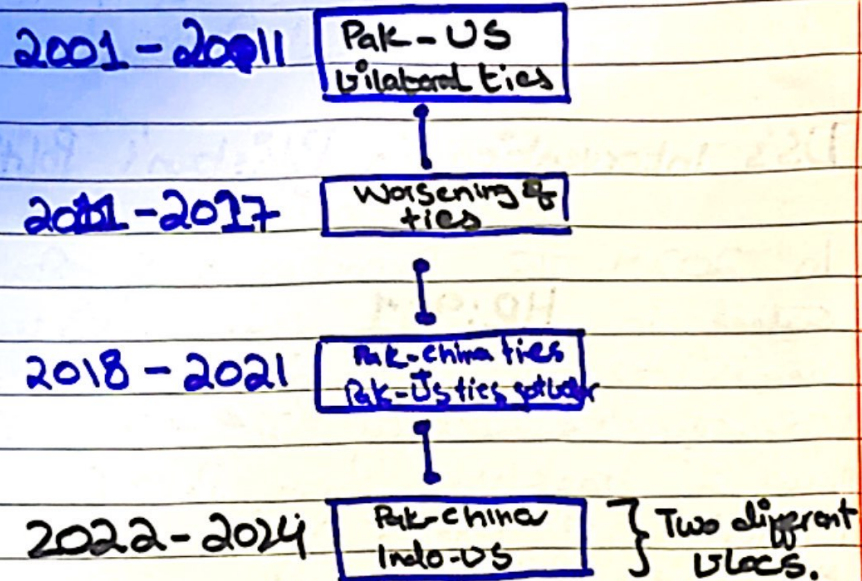 2001 - 2011
Pak - US
bilateral ties
2011 - 2017
Worsening of
ties
2018 - 2021
Pak-China ties
+
Pak-US ties got
2022 - 2024
Pak-China
Indo-US
} Two different
blocs.